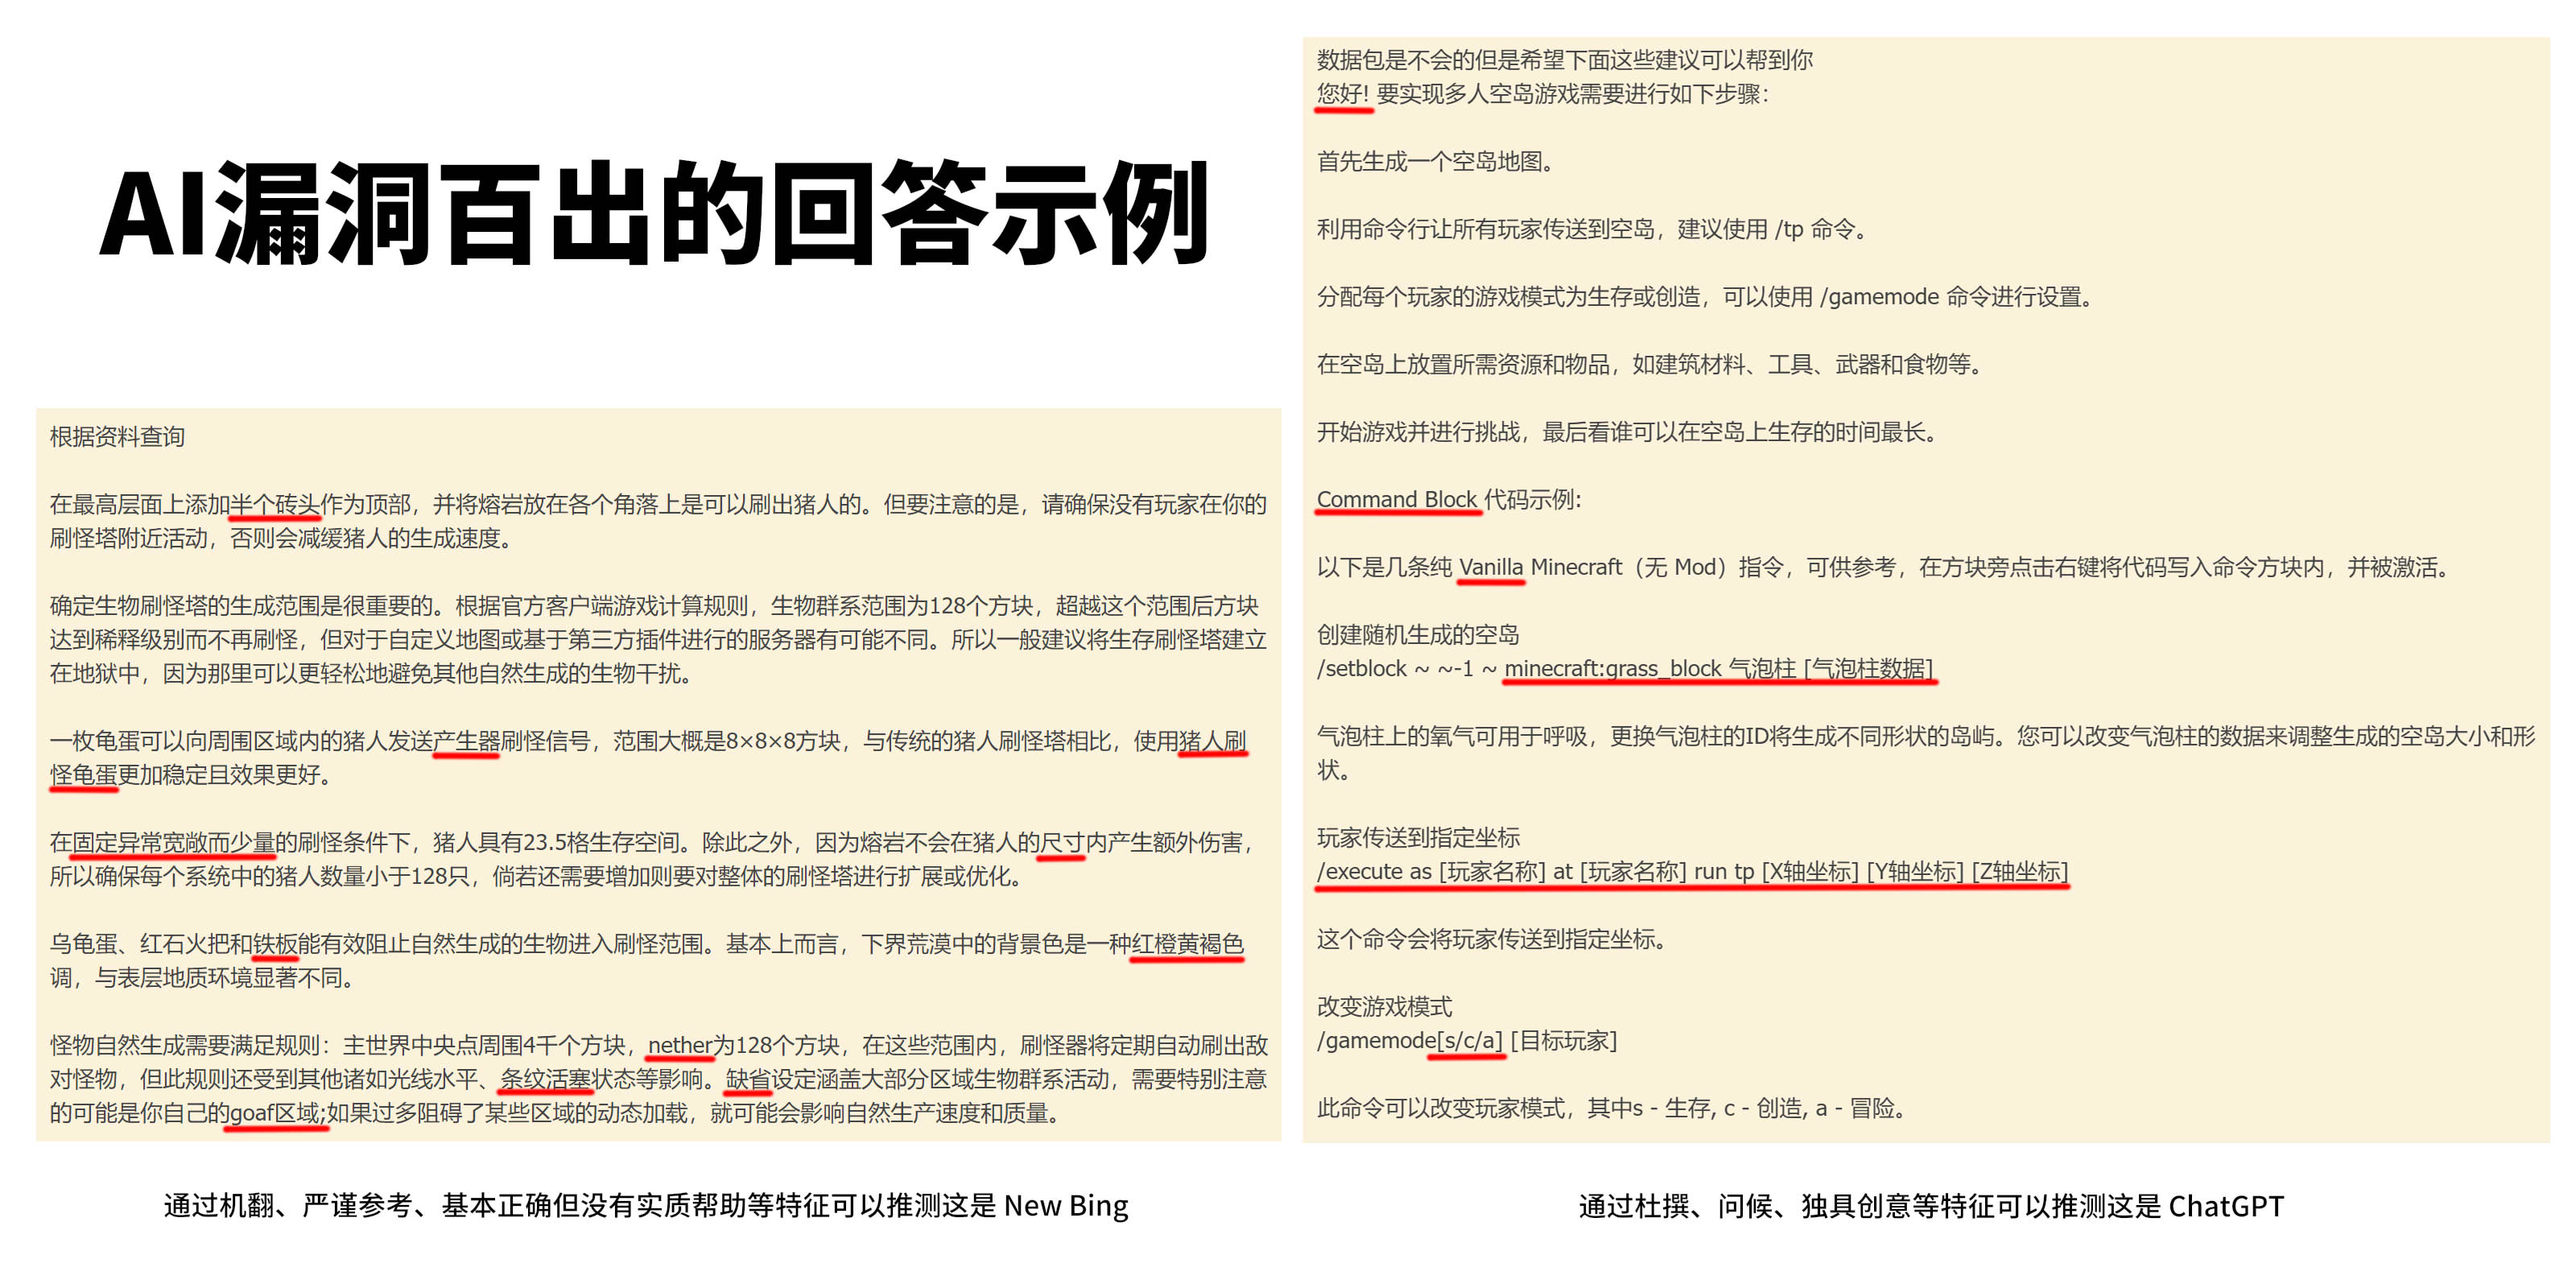 AI漏洞百出的回答示例
根据资料查询
在最高层面上添加半个砖头作为顶部，并将熔岩放在各个角落上是可以刷出猪人的。但要注意的是，请确保没有玩家在你的
刷怪塔附近活动，否则会减缓猪人的生成速度。
确定生物刷怪塔的生成范围是很重要的。根据官方客户端游戏计算规则，生物群系范围为128个方块，超越这个范围后方块
达到稀释级别而不再刷怪，但对于自定义地图或基于第三方插件进行的服务器有可能不同。所以一般建议将生存刷怪塔建立
在地狱中，因为那里可以更轻松地避免其他自然生成的生物干扰。
一枚龟蛋可以向周围区域内的猪人发送产生器刷怪信号，范围大概是8×8×8方块，与传统的猪人刷怪塔相比，使用猪人刷
怪龟蛋更加稳定且效果更好。
在固定异常宽敞而少量的刷怪条件下，猪人具有23.5格生存空间。除此之外，因为熔岩不会在猪人的尺寸内产生额外伤害，
所以确保每个系统中的猪人数量小于128只，倘若还需要增加则要对整体的刷怪塔进行扩展或优化。
乌龟蛋、红石火把和铁板能有效阻止自然生成的生物进入刷怪范围。基本上而言，下界荒漠中的背景色是一种红橙黄褐色
调，与表层地质环境显著不同。
怪物自然生成需要满足规则：主世界中央点周围4千个方块，nether为128个方块，在这些范围内，刷怪器将定期自动刷出敌
对怪物，但此规则还受到其他诸如光线水平、条纹活塞状态等影响。缺省设定涵盖大部分区域生物群系活动，需要特别注意
的可能是你自己的goaf区域;如果过多阻碍了某些区域的动态加载，就可能会影响自然生产速度和质量。
通过机翻、严谨参考、基本正确但没有实质帮助等特征可以推测这是 New Bing
数据包是不会的但是希望下面这些建议可以帮到你
您好! 要实现多人空岛游戏需要进行如下步骤：
首先生成一个空岛地图。
利用命令行让所有玩家传送到空岛，建议使用 /tp 命令。
分配每个玩家的游戏模式为生存或创造，可以使用 /gamemode 命令进行设置。
在空岛上放置所需资源和物品，如建筑材料、工具、武器和食物等。
开始游戏并进行挑战，最后看谁可以在空岛上生存的时间最长。
Command Block 代码示例:
以下是几条纯 Vanilla Minecraft（无 Mod）指令，可供参考，在方块旁点击右键将代码写入命令方块内，并被激活。
创建随机生成的空岛
/setblock ~ ~-1 ~ minecraft:grass_block 气泡柱 [气泡柱数据]
气泡柱上的氧气可用于呼吸，更换气泡柱的ID将生成不同形状的岛屿。您可以改变气泡柱的数据来调整生成的空岛大小和形
状。
玩家传送到指定坐标
/execute as [玩家名称] at [玩家名称] run tp [X轴坐标] [Y轴坐标] [Z轴坐标]
这个命令会将玩家传送到指定坐标。
改变游戏模式
/gamemode[s/c/a] [目标玩家]
此命令可以改变玩家模式，其中s - 生存, c - 创造, a - 冒险。
通过杜撰、问候、独具创意等特征可以推测这是 ChatGPT